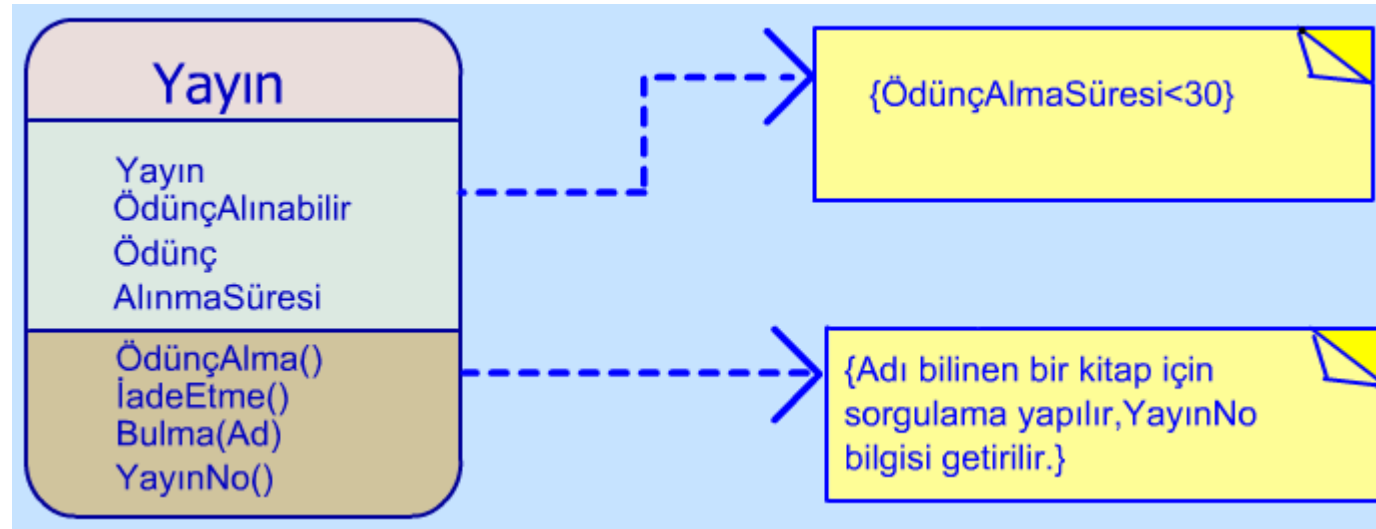 Yayın
Yayın
ÖdünçAlınabilir
Ödünç
AlınmaSüresi
ÖdünçAlma()
İadeEtme()
Bulma(Ad)
YayınNo()
{ÖdünçAlmaSüresi<30}
{Adı bilinen bir kitap için
sorgulama yapılır,YayınNo
bilgisi getirilir.}